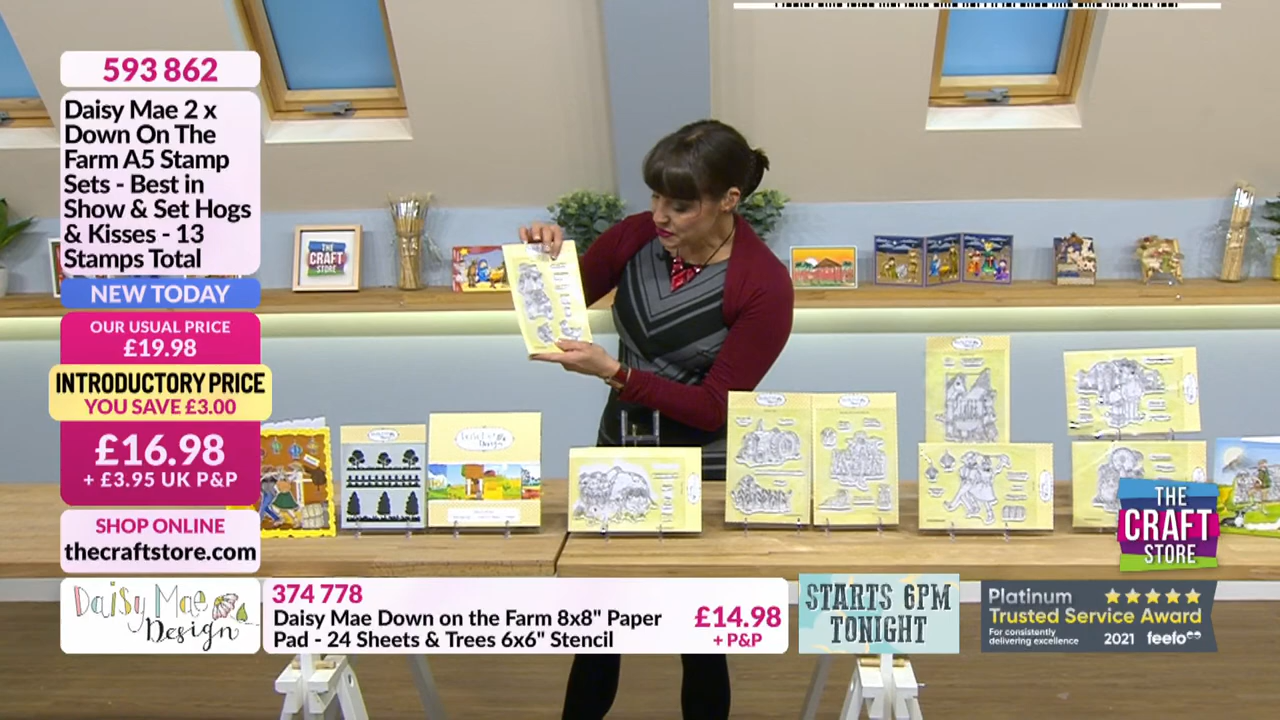 593 862
Daisy Mae 2 x
Down On The
Farm A5 Stamp
Sets - Best in
Show & Set Hogs
& Kisses - 13
Stamps Total
NEW TODAY
OUR USUAL PRICE
£19.98
INTRODUCTORY PRICE
YOU SAVE £3.00
£16.98
+ £3.95 UK P&P
SHOP ONLINE
thecraftstore.com
THE
CRAFT
STORE
Daisy Mae
Design
374 778
Daisy Mae Down on the Farm 8x8" Paper
Pad - 24 Sheets & Trees 6x6" Stencil
£14.98
+ P&P
STARTS 6PM
TONIGHT
THE
CRAFT
STORE
Platinum
Trusted Service Award
For consistently
delivering excellence
2021 feefo